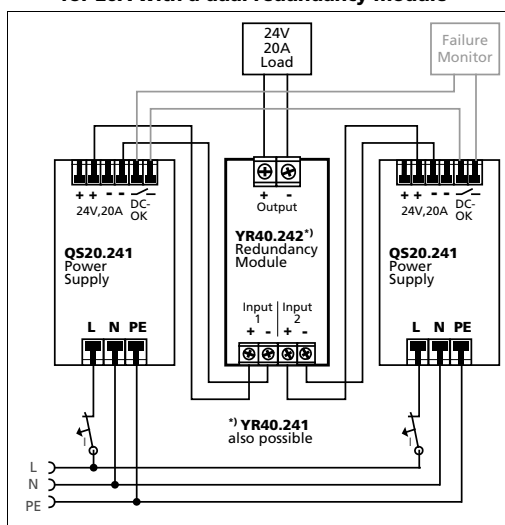 for 20A with a dual redundancy module
24V
20A
Load
Failure
Monitor
+ + - - DC-
24V,20A OK
QS20.241
Power
Supply
L N PE
+ -
Output
YR40.242*)
Redundancy
Module
Input Input
1 2
+ - + -
+ + - - DC-
24V,20A OK
QS20.241
Power
Supply
L N PE
*) YR40.241
also possible
I
I
L
N
PE